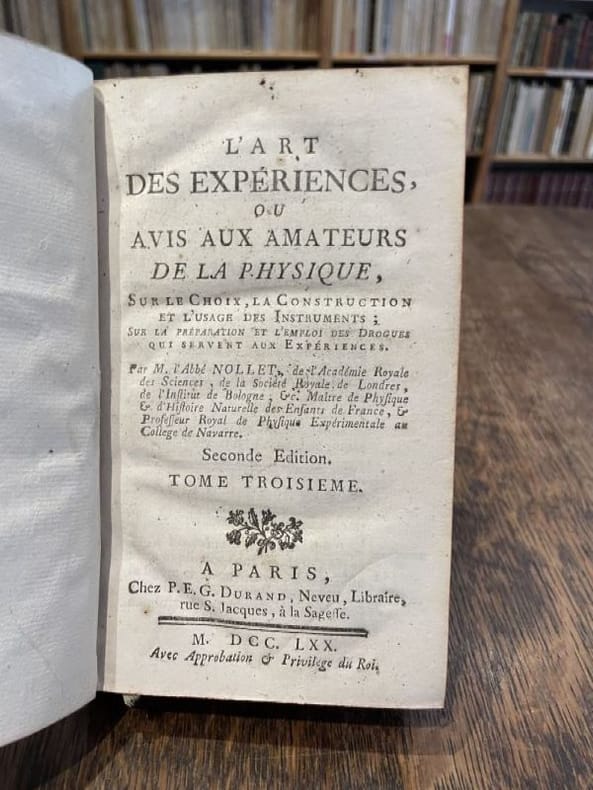 L'ART
DES EXPÉRIENCES,
OU
AVIS AUX AMATEURS
DE LA PHYSIQUE,
SUR LE CHOIX, LA CONSTRUCTION
ET L'USAGE DES INSTRUMENTS ;
SUR LA PRÉPARATION ET L'EMPLOI DES DROGUES
QUI SERVENT AUX EXPÉRIENCES.
Par M. l'Abbé NOLLET, de l'Académie Royale
des Sciences, de la Société Royale de Londres,
de l'Institut de Bologne, &c. Maître de Phyſique
& d'Hiſtoire Naturelle des Enfants de France, &
Profeſſeur Royal de Phyſique Expérimentale au
College de Navarre.
Seconde Edition.
TOME TROISIEME.
A PARIS,
Chez P. E. G. DURAND, Neveu, Libraire,
rue S. Jacques, à la Sageſſe.
M. DCC. LXX.
Avec Approbation & Privilege du Roi.